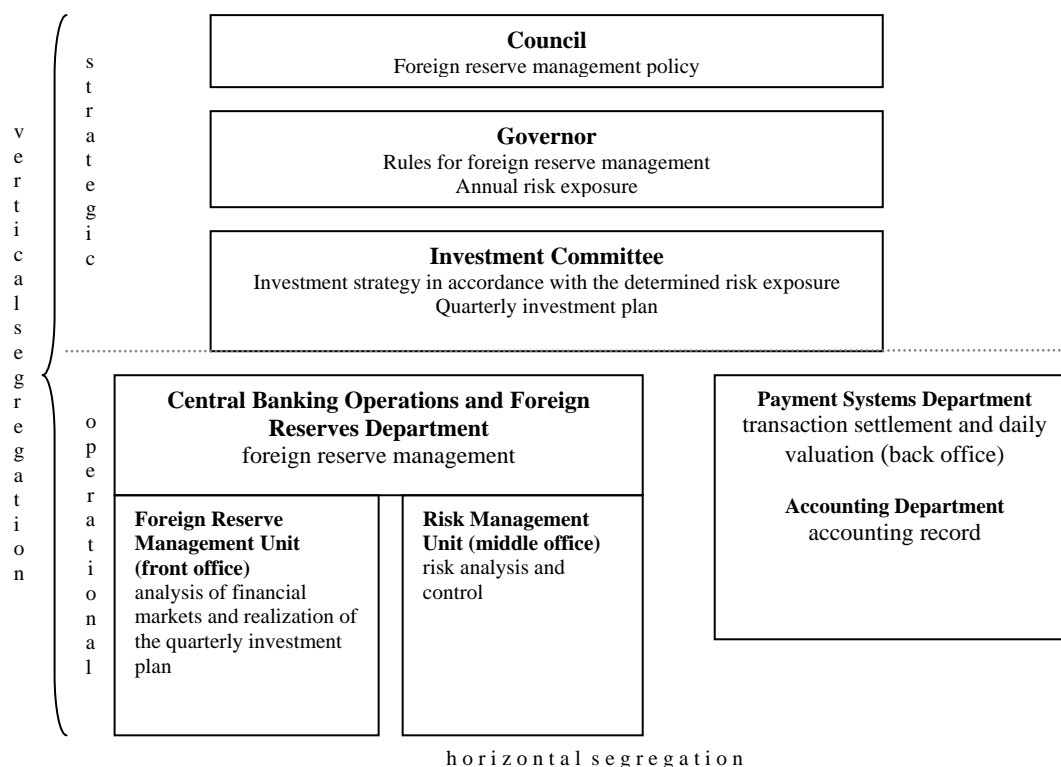 Council
Foreign reserve management policy
Governor
Rules for foreign reserve management
Annual risk exposure
Investment Committee
Investment strategy in accordance with the determined risk exposure
Quarterly investment plan
vertical segregation
strategic
operational
Central Banking Operations and Foreign
Reserves Department
foreign reserve management
Foreign Reserve
Management Unit
(front office)
analysis of financial
markets and realization of
the quarterly investment
plan
Risk Management
Unit (middle office)
risk analysis and
control
Payment Systems Department
transaction settlement and daily
valuation (back office)
Accounting Department
accounting record
horizontal segregation